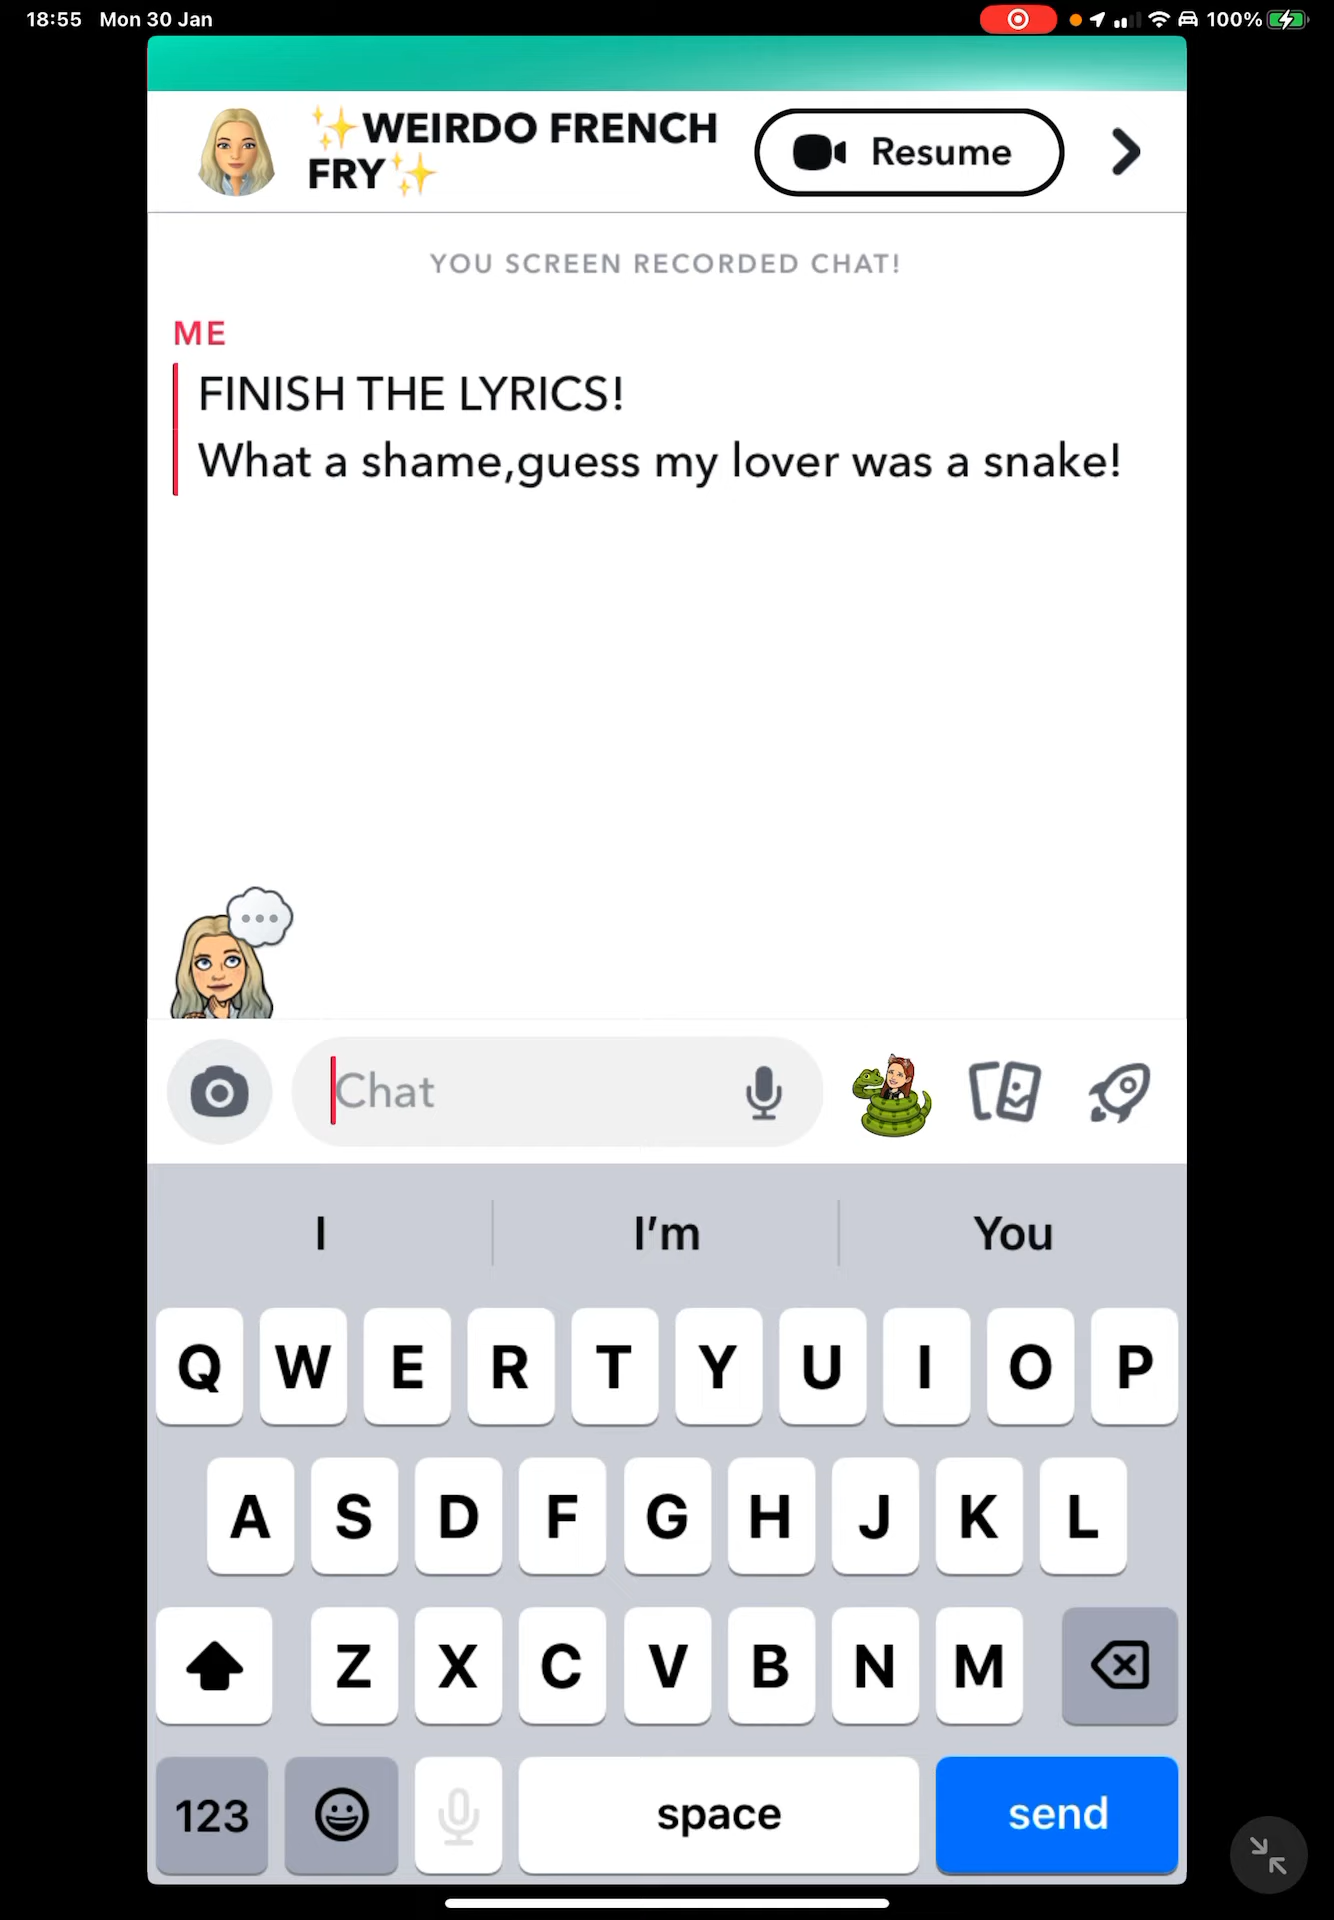 18:55 Mon 30 Jan
100%
✨WEIRDO FRENCH
FRY✨
Resume
YOU SCREEN RECORDED CHAT!
ME
FINISH THE LYRICS!
What a shame,guess my lover was a snake!
Chat
I I'm You
Q W E R T Y U I O P
A S D F G H J K L
Z X C V B N M
123 space send